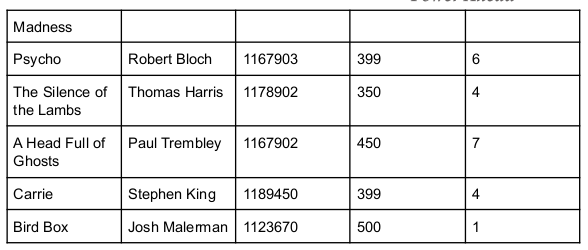 Madness
Psycho Robert Bloch 1167903 399 6
The Silence of Thomas Harris 1178902 350 4
the Lambs
A Head Full of Paul Trembley 1167902 450 7
Ghosts
Carrie Stephen King 1189450 399 4
Bird Box Josh Malerman 1123670 500 1